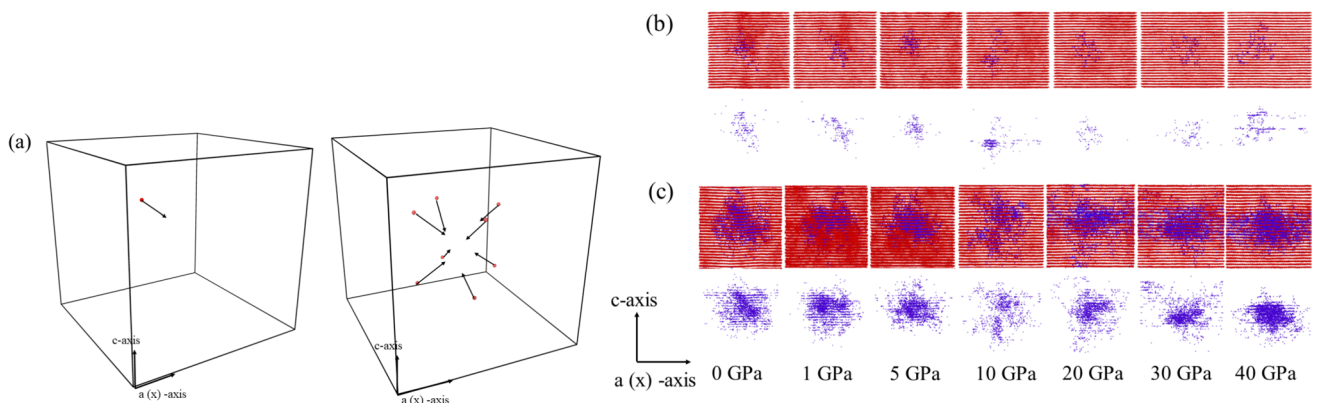 (a)
c-axis
a (x) -axis
c-axis
a (x) -axis
(b)
(c)
c-axis
a (x) -axis
0 GPa 1 GPa 5 GPa 10 GPa 20 GPa 30 GPa 40 GPa